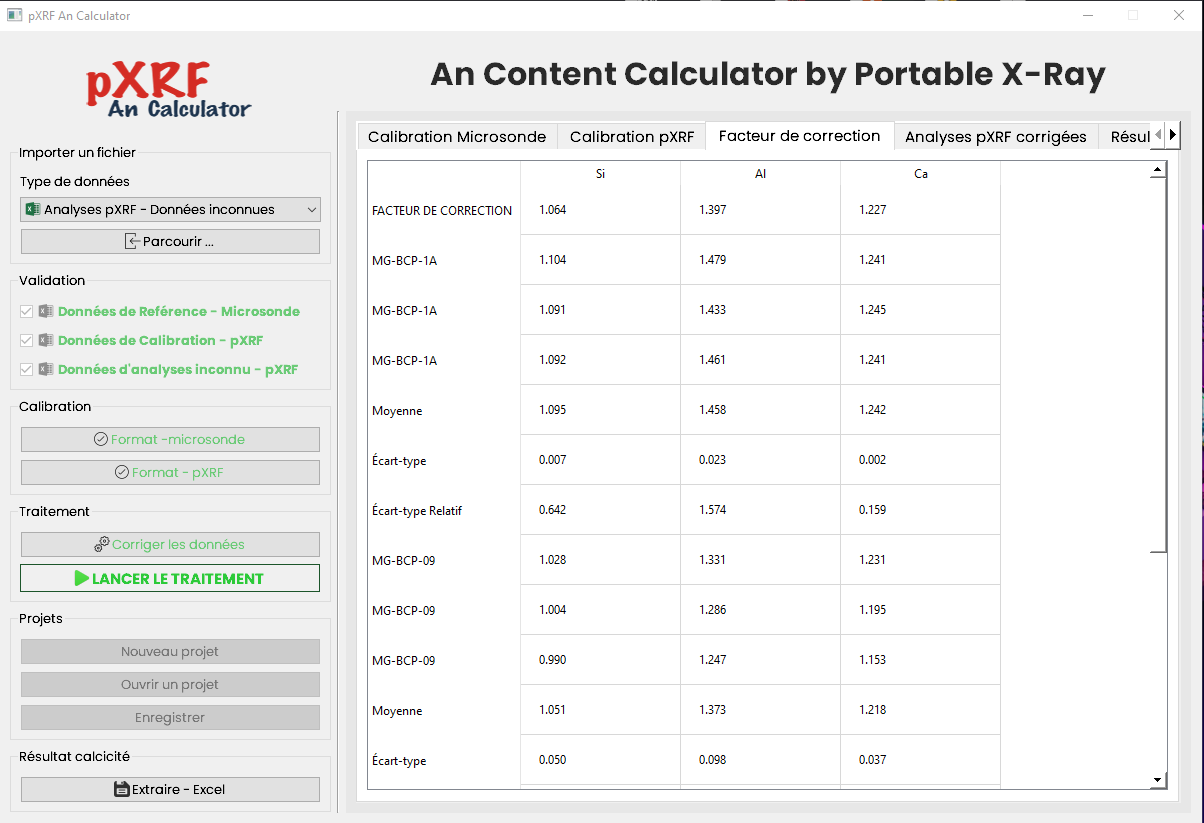 pXRF An Calculator
pXRF
An Calculator
An Content Calculator by Portable X-Ray
Importer un fichier
Type de données
Analyses pXRF - Données inconnues
Parcourir ...
Validation
Données de Reférence - Microsonde
Données de Calibration - pXRF
Données d'analyses inconnu - pXRF
Calibration
Format -microsonde
Format - pXRF
Traitement
Corriger les données
LANCER LE TRAITEMENT
Projets
Nouveau projet
Ouvrir un projet
Enregistrer
Résultat calcicité
Extraire - Excel
Calibration Microsonde Calibration pXRF Facteur de correction Analyses pXRF corrigées Résul
Si Al Ca
FACTEUR DE CORRECTION 1.064 1.397 1.227
MG-BCP-1A 1.104 1.479 1.241
MG-BCP-1A 1.091 1.433 1.245
MG-BCP-1A 1.092 1.461 1.241
Moyenne 1.095 1.458 1.242
Écart-type 0.007 0.023 0.002
Écart-type Relatif 0.642 1.574 0.159
MG-BCP-09 1.028 1.331 1.231
MG-BCP-09 1.004 1.286 1.195
MG-BCP-09 0.990 1.247 1.153
Moyenne 1.051 1.373 1.218
Écart-type 0.050 0.098 0.037